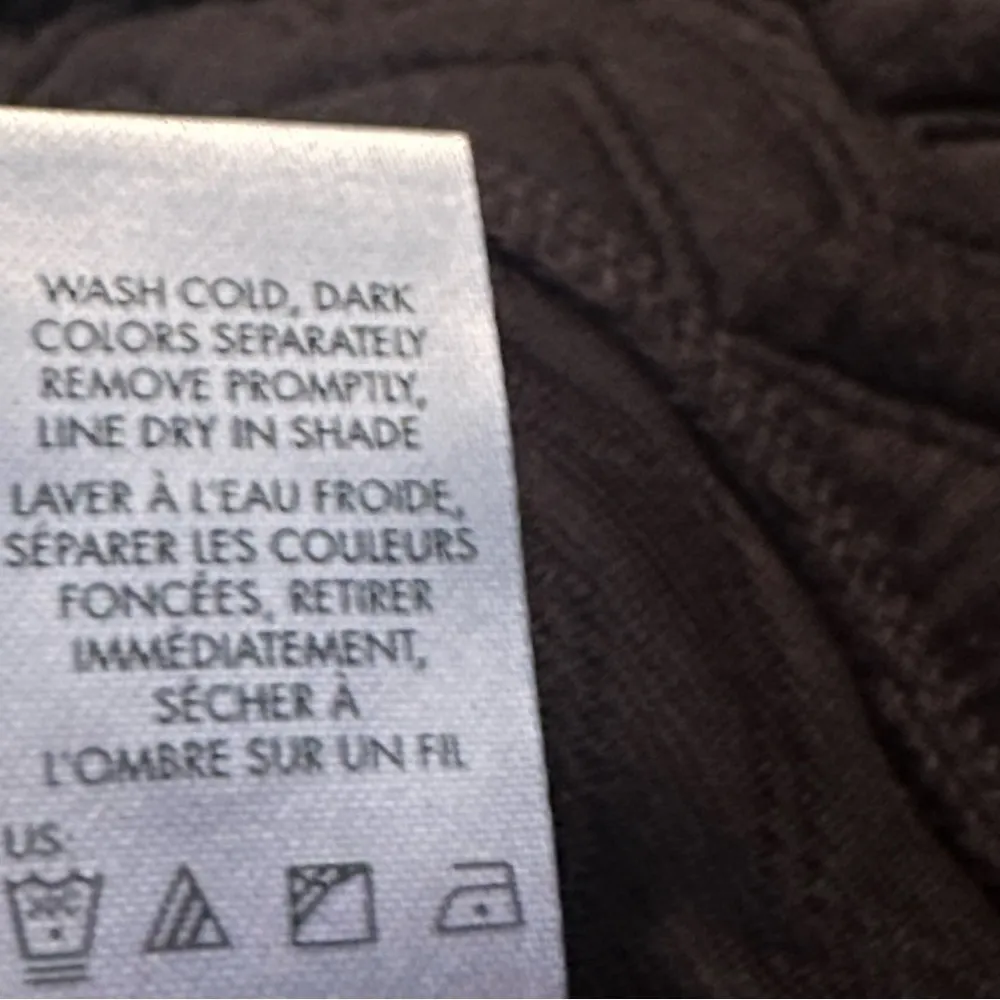 WASH COLD, DARK
COLORS SEPARATELY
REMOVE PROMPTLY,
LINE DRY IN SHADE
LAVER À L'EAU FROIDE,
SÉPARER LES COULEURS
FONCÉES, RETIRER
IMMÉDIATEMENT,
SÉCHER À
L'OMBRE SUR UN FIL
US: